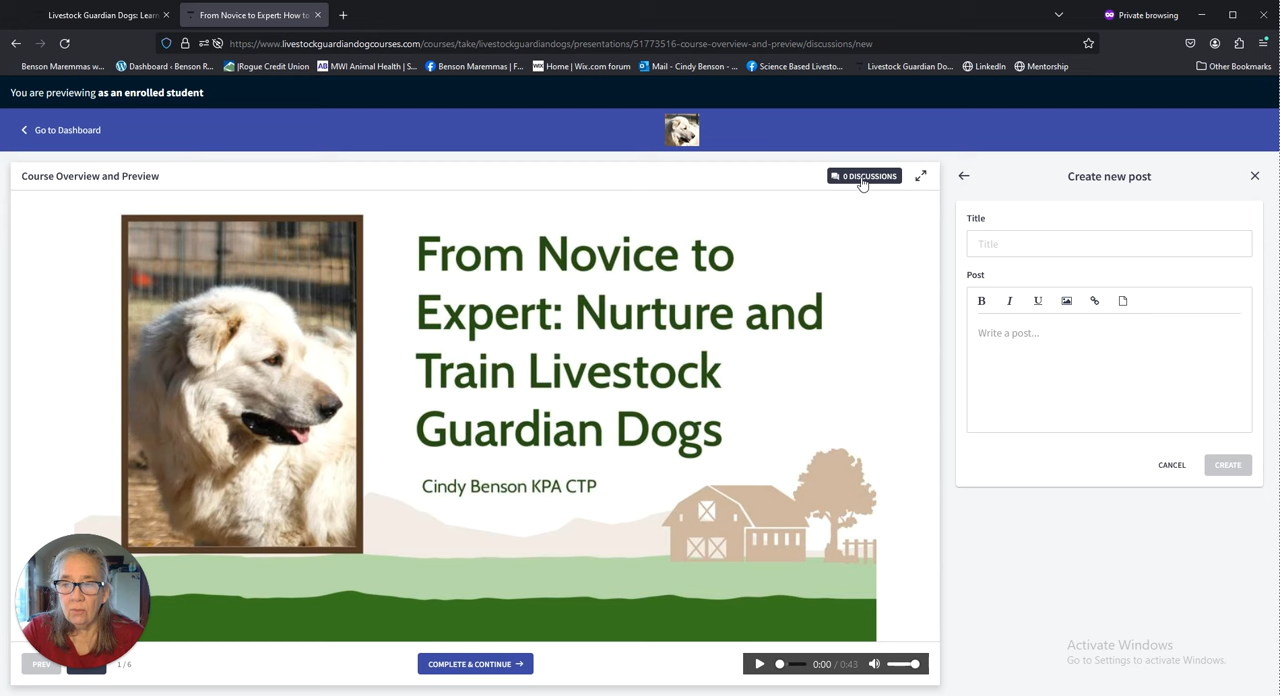 Livestock Guardian Dogs: Learn
From Novice to Expert: How to
Private browsing
https://www.livestockguardiandogcourses.com/courses/take/livestockguardiandogs/presentations/51773516-course-overview-and-preview/discussions/new
Benson Maremmas w...
Dashboard ‹ Benson R...
|Rogue Credit Union
MWI Animal Health | S...
Benson Maremmas | F...
Home | Wix.com forum
Mail - Cindy Benson - ...
Science Based Livesto...
Livestock Guardian Do...
LinkedIn
Mentorship
Other Bookmarks
You are previewing as an enrolled student
Go to Dashboard
Course Overview and Preview
0 DISCUSSIONS
From Novice to
Expert: Nurture and
Train Livestock
Guardian Dogs
Cindy Benson KPA CTP
PREV
1 / 6
COMPLETE & CONTINUE →
0:00 / 0:43
Create new post
Title
Title
Post
B I U
Write a post...
CANCEL
CREATE
Activate Windows
Go to Settings to activate Windows.